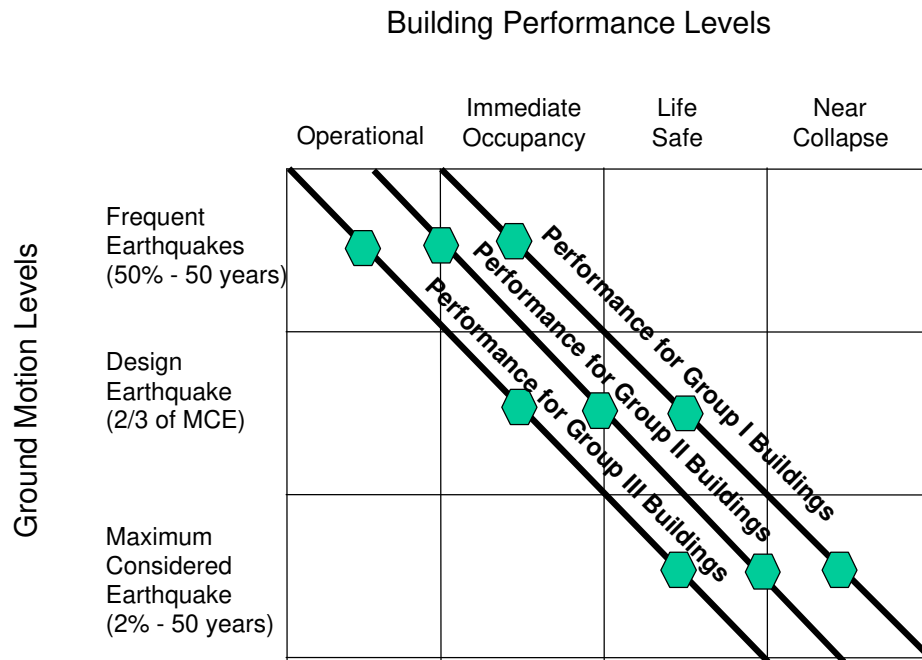 Building Performance Levels
Operational
Immediate
Occupancy
Life
Safe
Near
Collapse
Ground Motion Levels
Frequent
Earthquakes
(50% - 50 years)
Design
Earthquake
(2/3 of MCE)
Maximum
Considered
Earthquake
(2% - 50 years)
Performance for Group I Buildings
Performance for Group II Buildings
Performance for Group III Buildings